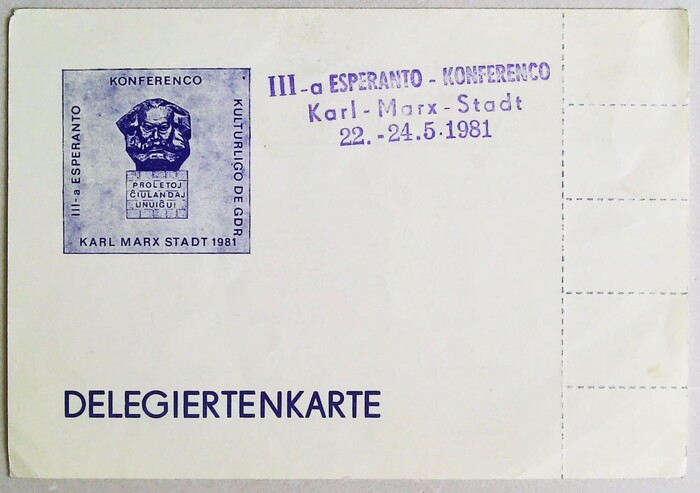 KONFERENCO
III-a ESPERANTO
KULTURLIGO DE GDR
PROLETOJ
ĈIULANDAJ
UNUIĜU!
KARL MARX STADT 1981
III-a ESPERANTO - KONFERENCO
Karl-Marx-Stadt
22.-24.5.1981
DELEGIERTENKARTE